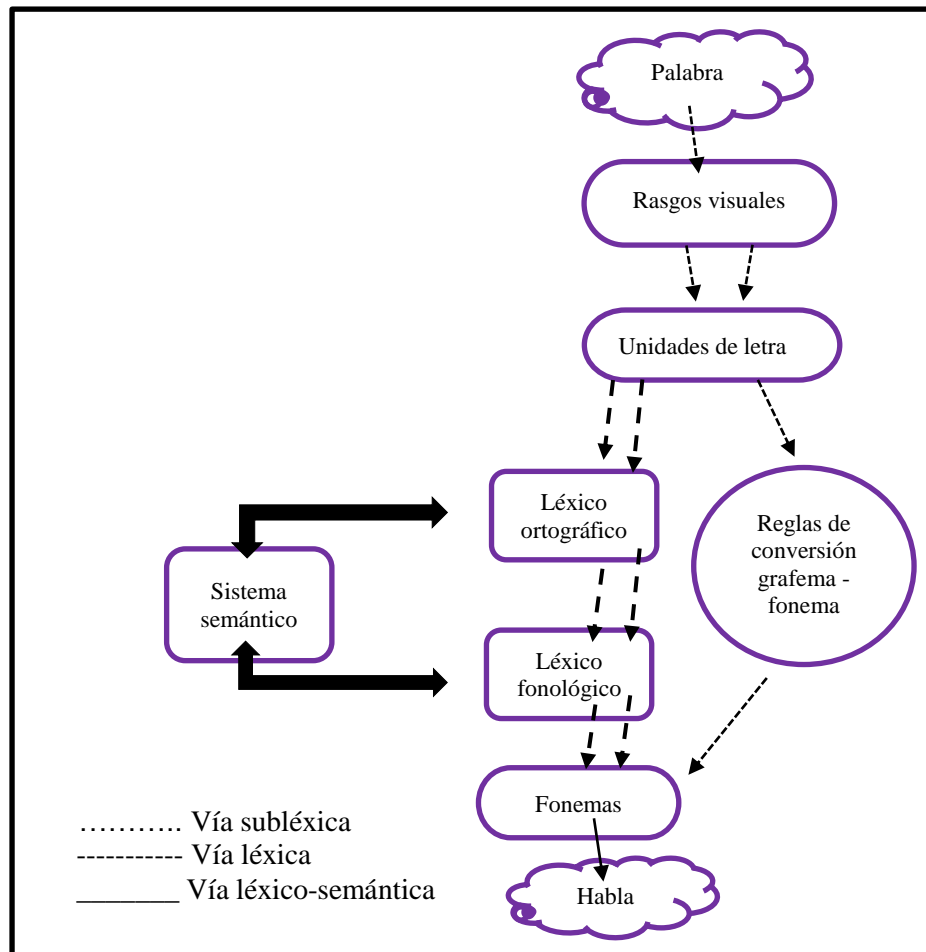 Palabra
Rasgos visuales
Unidades de letra
Léxico
ortográfico
Reglas de
conversión
grafema -
fonema
Sistema
semántico
Léxico
fonológico
Fonemas
Habla
........... Vía subléxica
----------- Vía léxica
________ Vía léxico-semántica